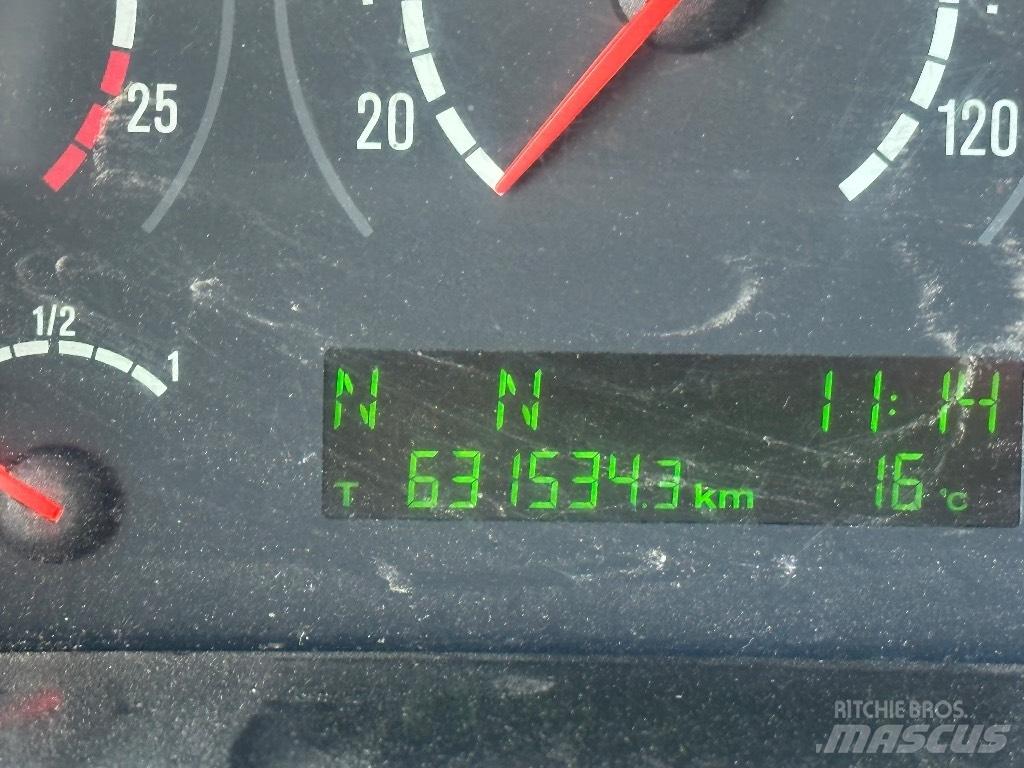 25
20
120
1/2
1
N N 11:14
T 631534.3 km 16 °C
RITCHIE BROS.
MASCUS